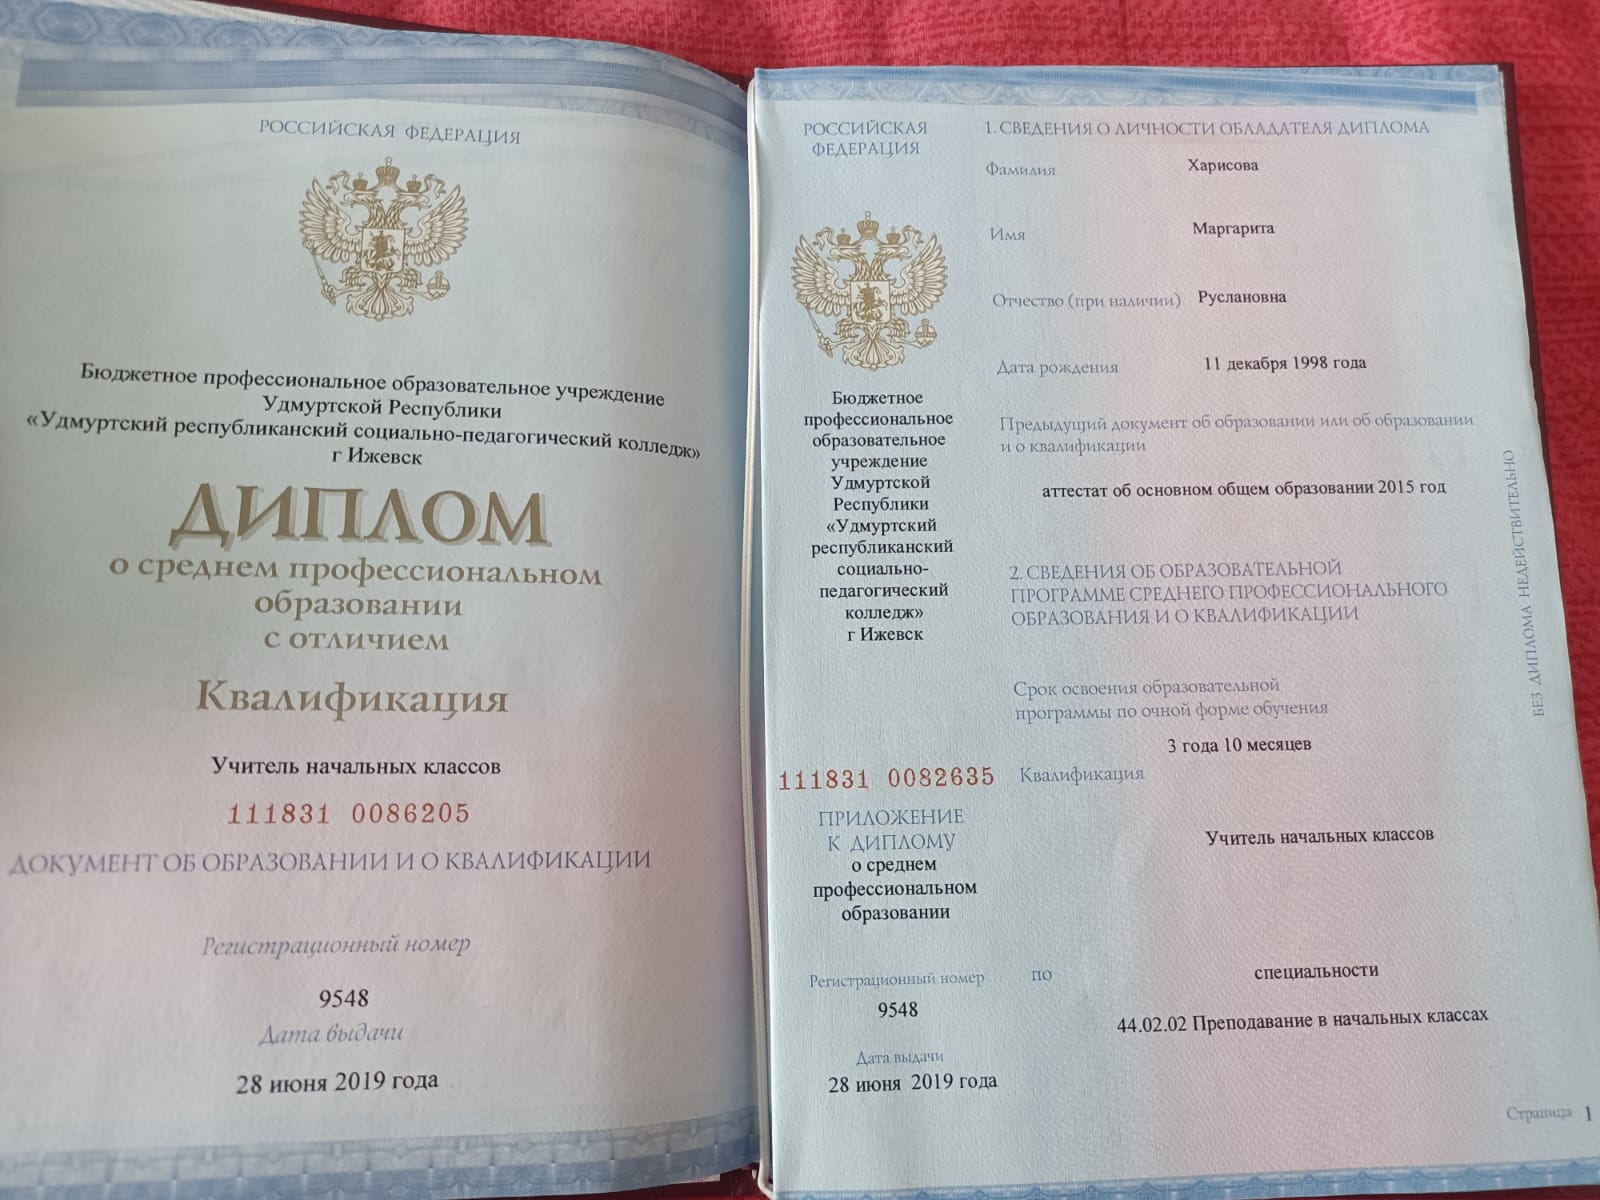 РОССИЙСКАЯ ФЕДЕРАЦИЯ
Бюджетное профессиональное образовательное учреждение
Удмуртской Республики
«Удмуртский республиканский социально-педагогический колледж»
г Ижевск
ДИПЛОМ
о среднем профессиональном
образовании
с отличием
Квалификация
Учитель начальных классов
111831 0086205
ДОКУМЕНТ ОБ ОБРАЗОВАНИИ И О КВАЛИФИКАЦИИ
Регистрационный номер
9548
Дата выдачи
28 июня 2019 года
РОССИЙСКАЯ
ФЕДЕРАЦИЯ
Бюджетное
профессиональное
образовательное
учреждение
Удмуртской
Республики
«Удмуртский
республиканский
социально-
педагогический
колледж»
г Ижевск
111831 0082635
ПРИЛОЖЕНИЕ
К ДИПЛОМУ
о среднем
профессиональном
образовании
Регистрационный номер
9548
Дата выдачи
28 июня 2019 года
1. СВЕДЕНИЯ О ЛИЧНОСТИ ОБЛАДАТЕЛЯ ДИПЛОМА
Фамилия Харисова
Имя Маргарита
Отчество (при наличии) Руслановна
Дата рождения 11 декабря 1998 года
Предыдущий документ об образовании или об образовании
и о квалификации
аттестат об основном общем образовании 2015 год
2. СВЕДЕНИЯ ОБ ОБРАЗОВАТЕЛЬНОЙ
ПРОГРАММЕ СРЕДНЕГО ПРОФЕССИОНАЛЬНОГО
ОБРАЗОВАНИЯ И О КВАЛИФИКАЦИИ
Срок освоения образовательной
программы по очной форме обучения
3 года 10 месяцев
Квалификация
Учитель начальных классов
по специальности
44.02.02 Преподавание в начальных классах
Страница 1
БЕЗ ДИПЛОМА НЕДЕЙСТВИТЕЛЬНО